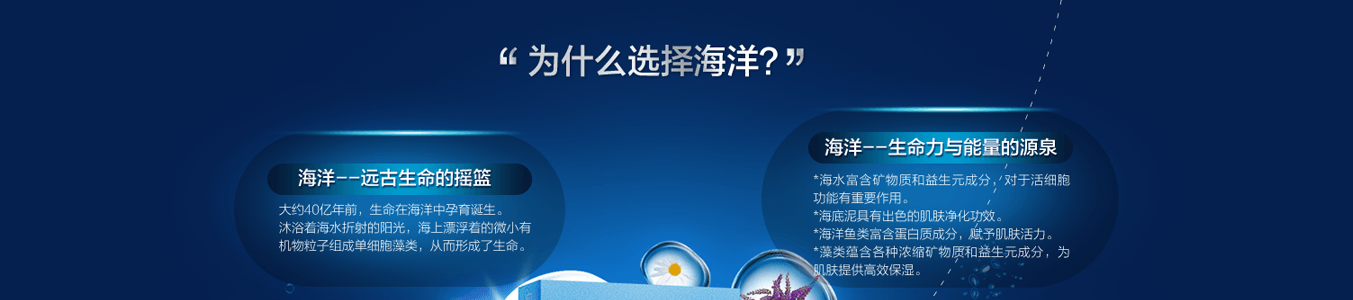 “为什么选择海洋？”
海洋--远古生命的摇篮
大约40亿年前，生命在海洋中孕育诞生。
沐浴着海水折射的阳光，海上漂浮着的微小有
机物粒子组成单细胞藻类，从而形成了生命。
海洋--生命力与能量的源泉
*海水富含矿物质和益生元成分，对于活细胞
功能有重要作用。
*海底泥具有出色的肌肤净化功效。
*海洋鱼类富含蛋白质成分，赋予肌肤活力。
*藻类蕴含各种浓缩矿物质和益生元成分，为
肌肤提供高效保湿。